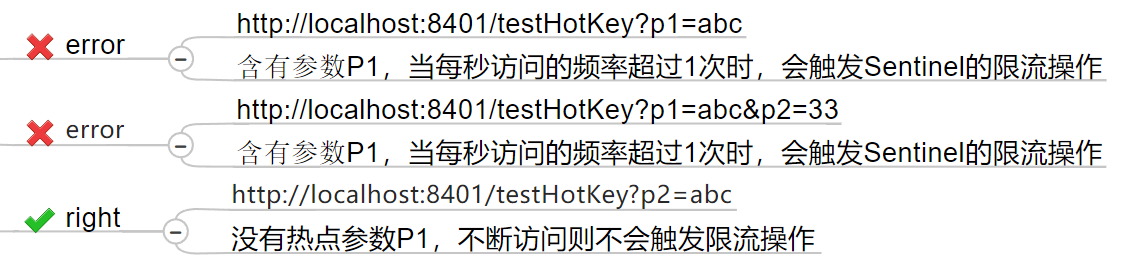 http://localhost:8401/testHotKey?p1=abc
error
含有参数P1，当每秒访问的频率超过1次时，会触发Sentinel的限流操作
http://localhost:8401/testHotKey?p1=abc&p2=33
error
含有参数P1，当每秒访问的频率超过1次时，会触发Sentinel的限流操作
http://localhost:8401/testHotKey?p2=abc
right
没有热点参数P1，不断访问则不会触发限流操作